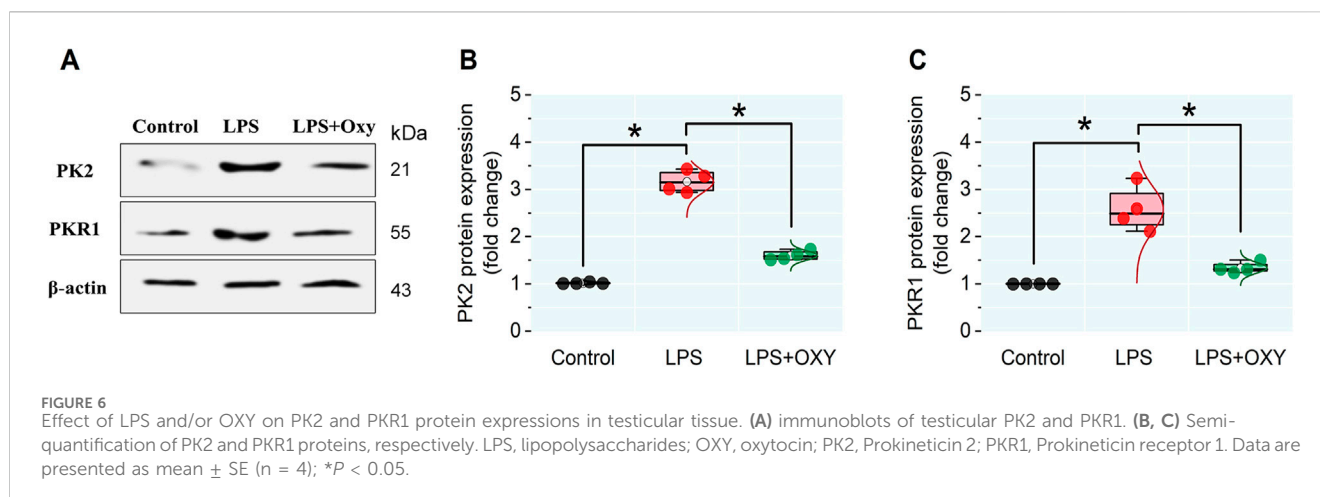 A
Control LPS LPS+Oxy kDa
PK2 21
PKR1 55
β-actin 43
B
PK2 protein expression
(fold change)
5
4
3
2
1
0
* *
Control LPS LPS+OXY
C
PKR1 protein expression
(fold change)
5
4
3
2
1
0
* *
Control LPS LPS+OXY
FIGURE 6
Effect of LPS and/or OXY on PK2 and PKR1 protein expressions in testicular tissue. (A) immunoblots of testicular PK2 and PKR1. (B, C) Semi-
quantification of PK2 and PKR1 proteins, respectively. LPS, lipopolysaccharides; OXY, oxytocin; PK2, Prokineticin 2; PKR1, Prokineticin receptor 1. Data are
presented as mean ± SE (n = 4); *P < 0.05.